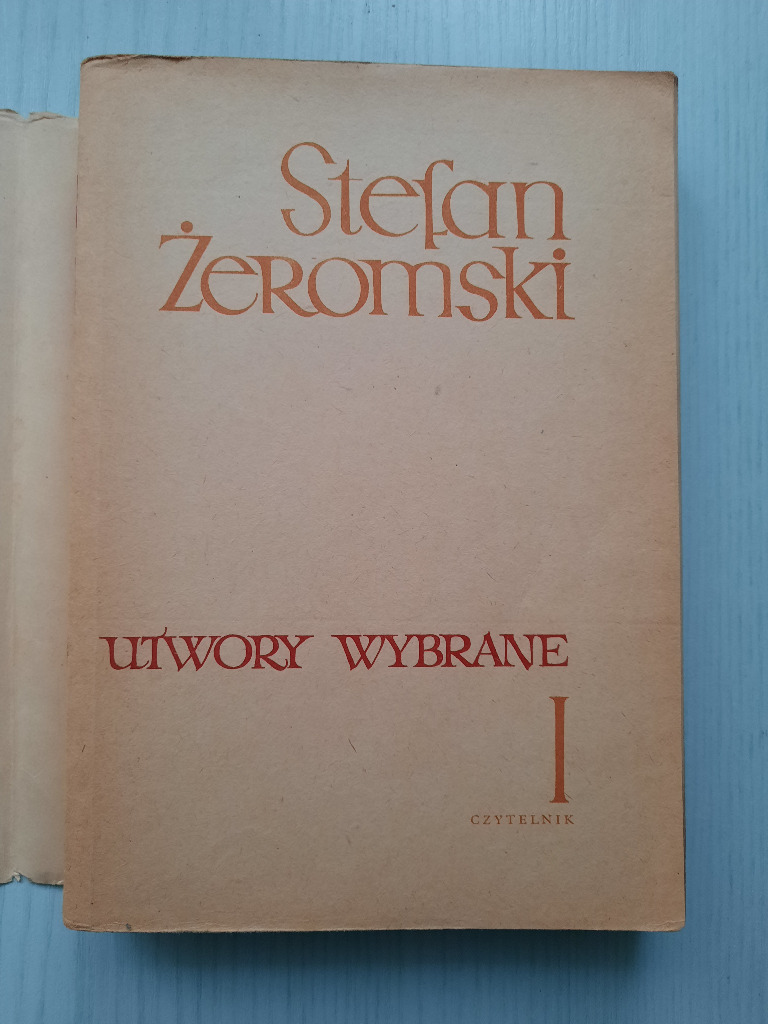 Stefan
Żeromski
UTWORY WYBRANE
I
CZYTELNIK